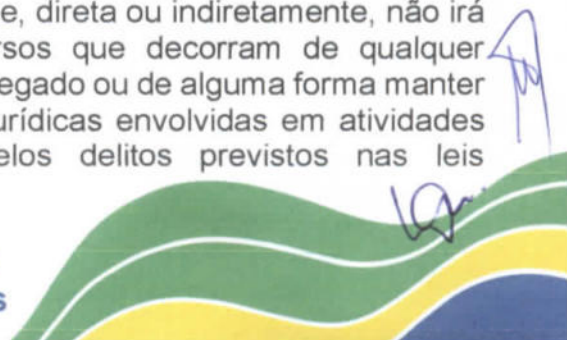 e, direta ou indiretamente, não irá
rsos que decorram de qualquer
egado ou de alguma forma manter
urídicas envolvidas em atividades
elos delitos previstos nas leis
s